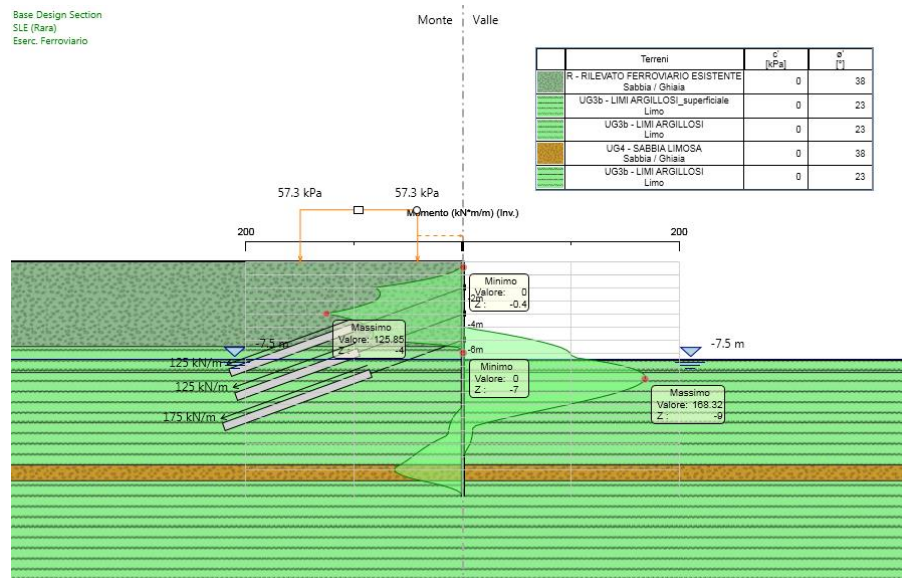 Base Design Section
SLE (Rara)
Eserc. Ferroviario
Monte
Valle
Terreni c' [kPa] ø' [°]
R - RILEVATO FERROVIARIO ESISTENTE
Sabbia / Ghiaia 0 38
UG3b - LIMI ARGILLOSI_superficiale
Limo 0 23
UG3b - LIMI ARGILLOSI
Limo 0 23
UG4 - SABBIA LIMOSA
Sabbia / Ghiaia 0 38
UG3b - LIMI ARGILLOSI
Limo 0 23
57.3 kPa 57.3 kPa
Momento (kN*m/m) (Inv.)
200 200
Minimo
Valore: 0
Z : -0.4
-2m
-4m
-6m
Massimo
Valore: 125.85
Z : -4
-7.5 m
-7.5 m
125 kN/m
Minimo
Valore: 0
Z : -7
125 kN/m
Massimo
Valore: 168.32
Z : -9
175 kN/m